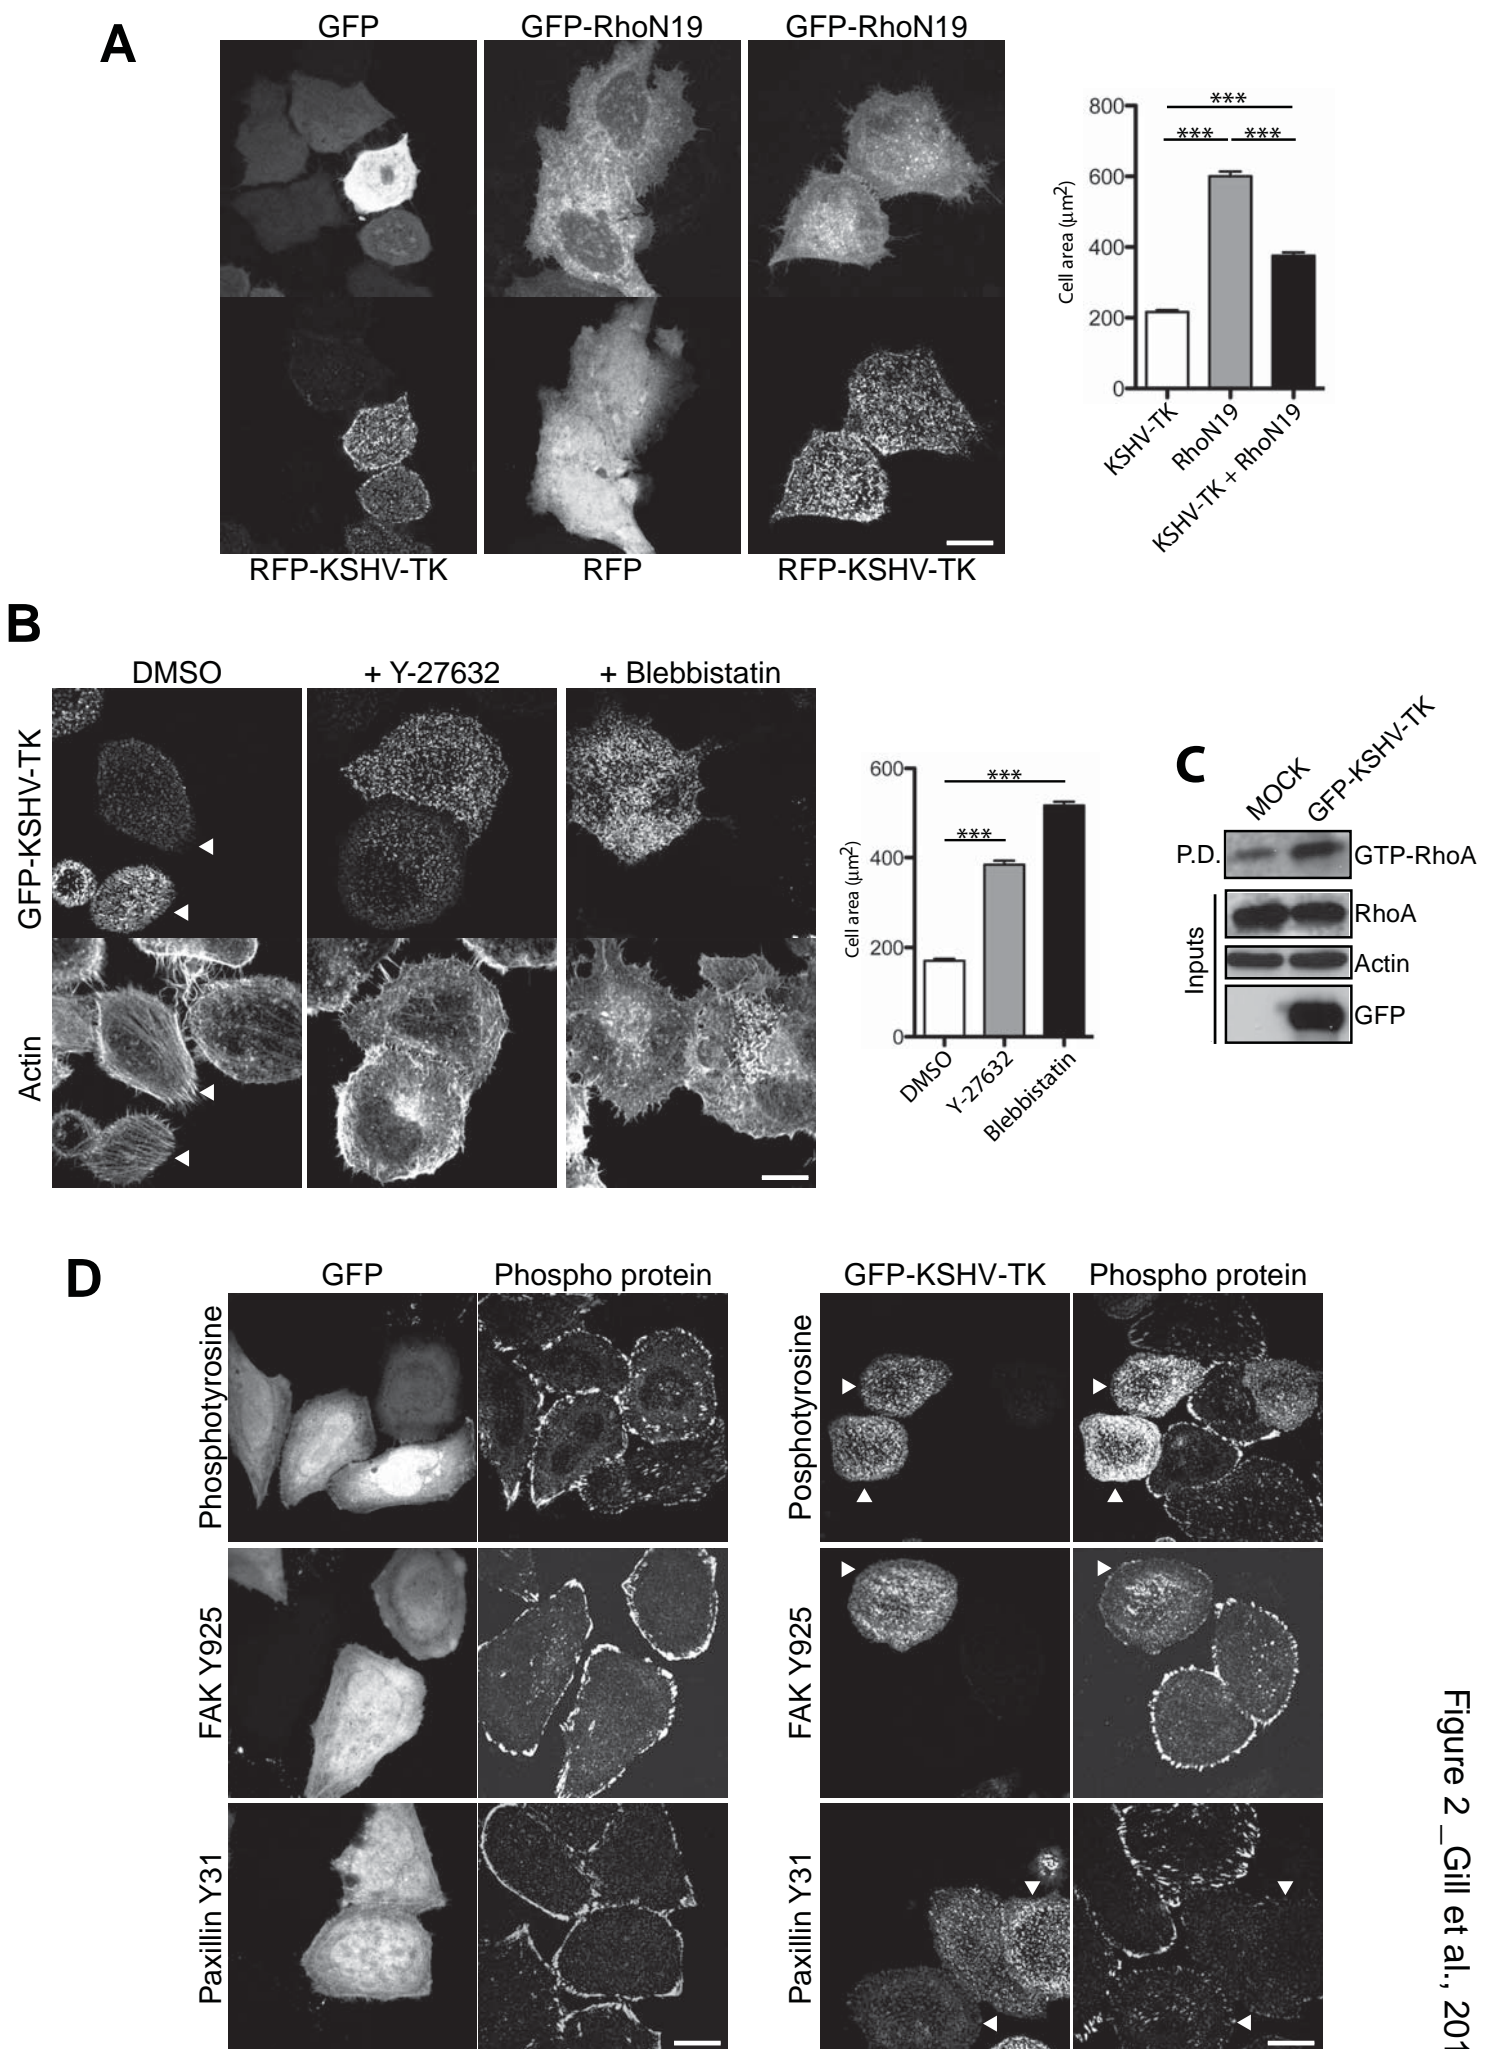 A
GFP
GFP-RhoN19
GFP-RhoN19
RFP-KSHV-TK
RFP
RFP-KSHV-TK
Cell area (μm2)
800
600
400
200
0
***
***
***
KSHV-TK
RhoN19
KSHV-TK + RhoN19
B
DMSO
+ Y-27632
+ Blebbistatin
GFP-KSHV-TK
Actin
Cell area (μm2)
600
400
200
0
***
***
DMSO
Y-27632
Blebbistatin
C
MOCK
GFP-KSHV-TK
P.D.
GTP-RhoA
Inputs
RhoA
Actin
GFP
D
GFP
Phospho protein
GFP-KSHV-TK
Phospho protein
Phosphotyrosine
Posphotyrosine
FAK Y925
FAK Y925
Paxillin Y31
Paxillin Y31
Figure 2 _Gill et al., 201